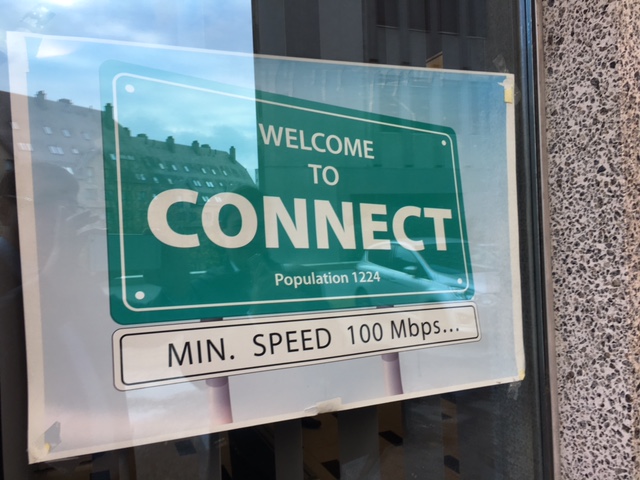 WELCOME
TO
CONNECT
Population 1224
MIN. SPEED 100 Mbps...